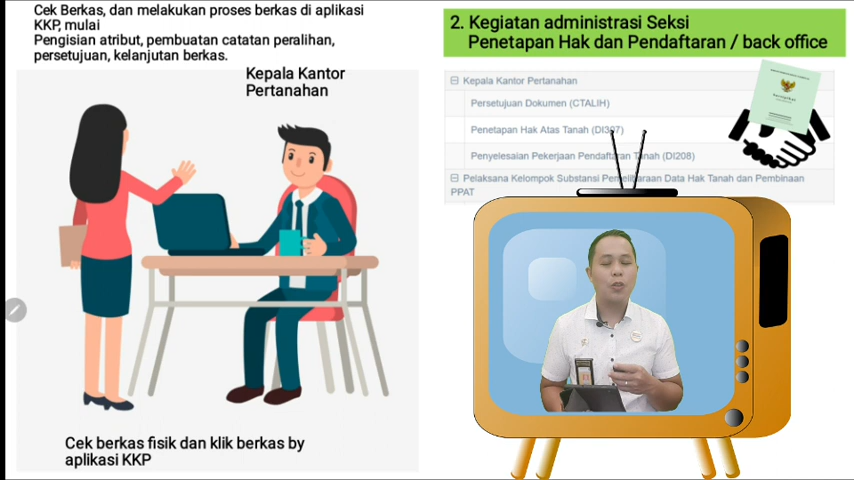 Cek Berkas, dan melakukan proses berkas di aplikasi
KKP, mulai
Pengisian atribut, pembuatan catatan peralihan,
persetujuan, kelanjutan berkas.
Kepala Kantor
Pertanahan
Cek berkas fisik dan klik berkas by
aplikasi KKP
2. Kegiatan administrasi Seksi
Penetapan Hak dan Pendaftaran / back office
Kepala Kantor Pertanahan
Persetujuan Dokumen (CTALIH)
Penetapan Hak Atas Tanah (DI307)
Penyelesaian Pekerjaan Pendaftaran Tanah (DI208)
Pelaksana Kelompok Substansi Pemeliharaan Data Hak Tanah dan Pembinaan
PPAT